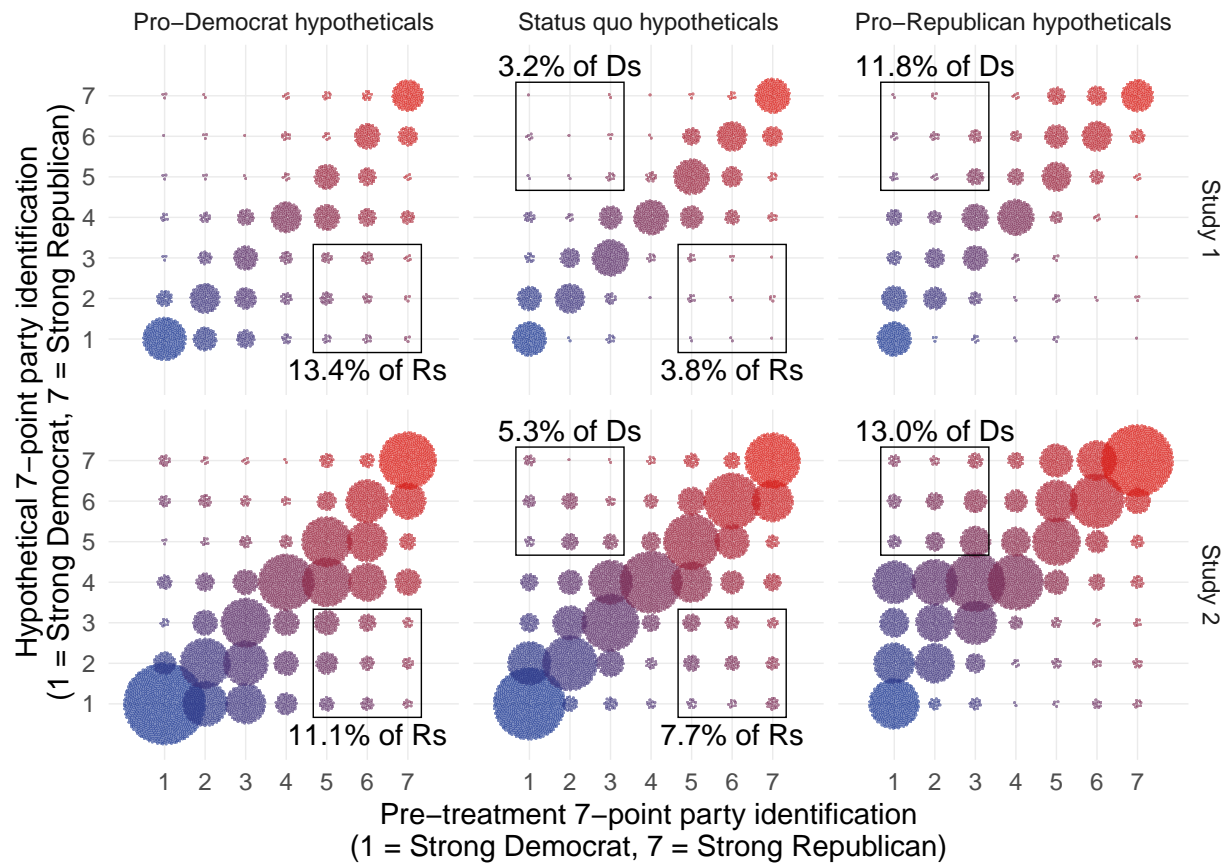 Pro−Democrat hypotheticals
Status quo hypotheticals
Pro−Republican hypotheticals
Hypothetical 7−point party identification
(1 = Strong Democrat, 7 = Strong Republican)
3.2% of Ds
11.8% of Ds
7
6
5
4
3
2
1
13.4% of Rs
3.8% of Rs
Study 1
5.3% of Ds
13.0% of Ds
7
6
5
4
3
2
1
11.1% of Rs
7.7% of Rs
Study 2
1 2 3 4 5 6 7
1 2 3 4 5 6 7
1 2 3 4 5 6 7
Pre−treatment 7−point party identification
(1 = Strong Democrat, 7 = Strong Republican)